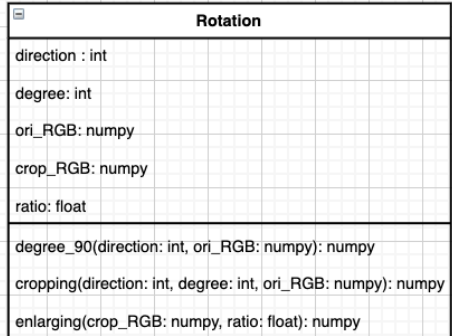 Rotation
direction : int
degree: int
ori_RGB: numpy
crop_RGB: numpy
ratio: float
degree_90(direction: int, ori_RGB: numpy): numpy
cropping(direction: int, degree: int, ori_RGB: numpy): numpy
enlarging(crop_RGB: numpy, ratio: float): numpy